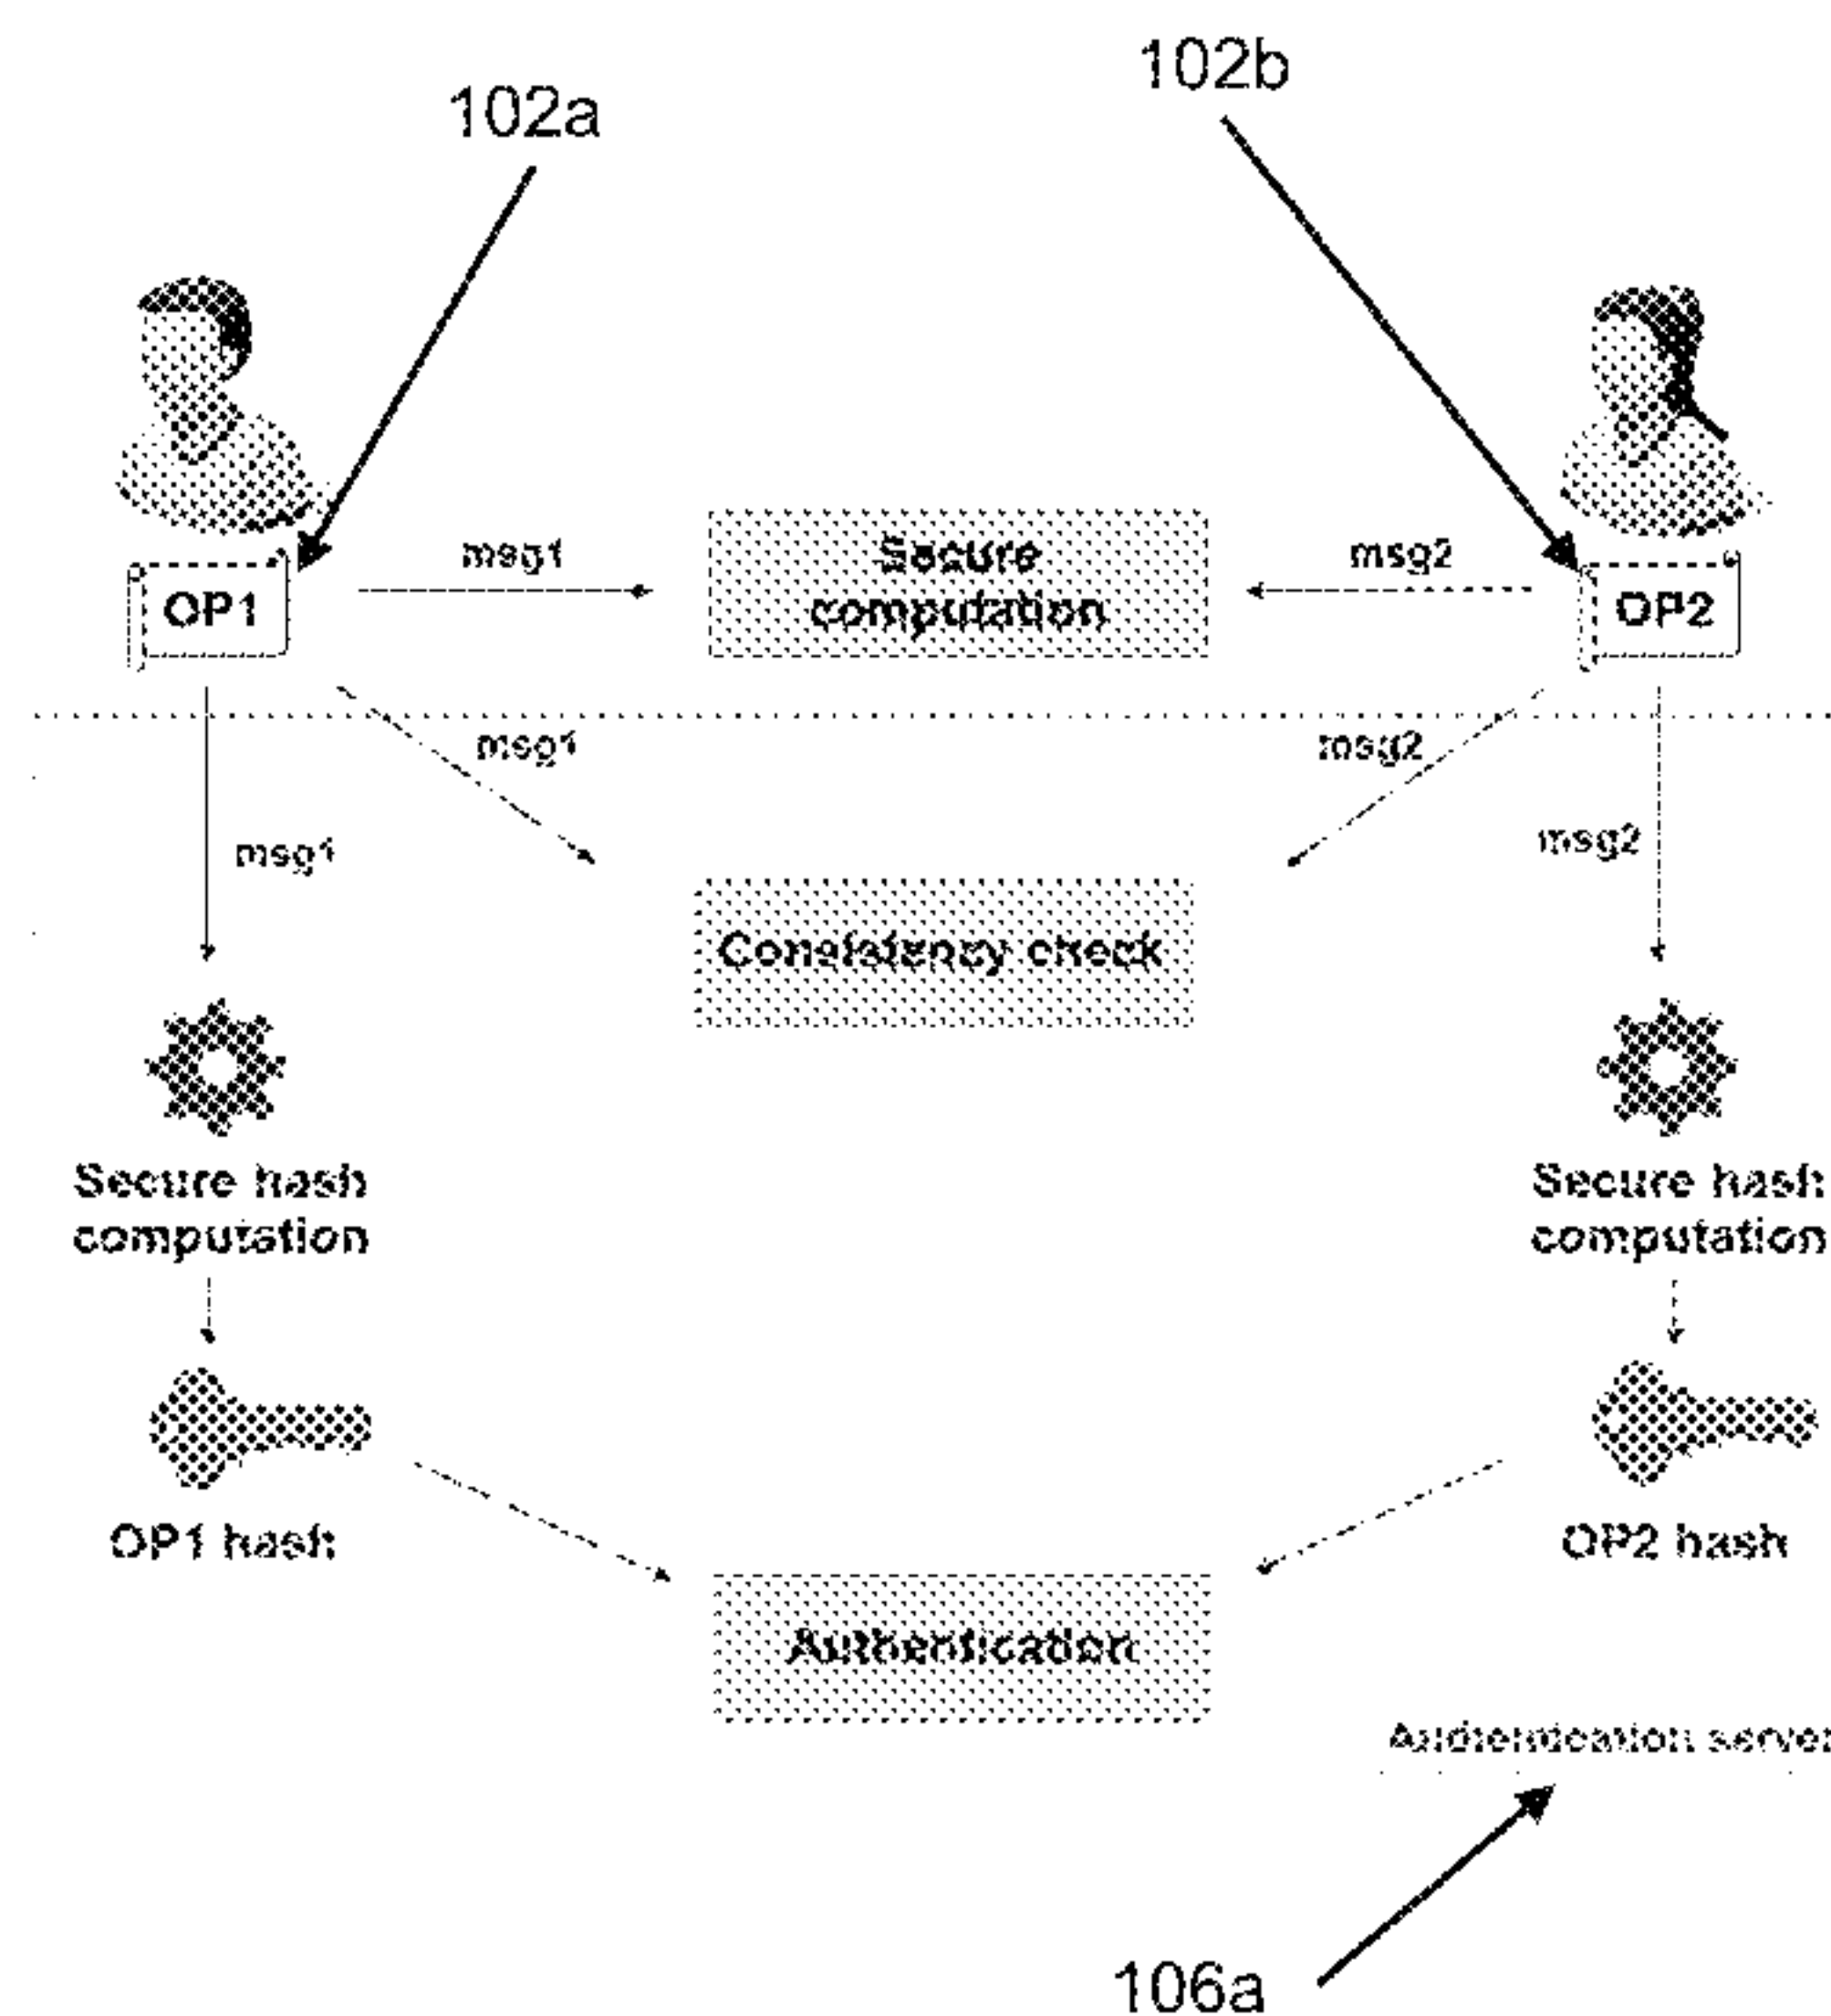 102b
102a
msg1
Secure
computation
msg2
OP1
OP2
msg1
msg2
msg1
msg2
Consistency check
Secure hash
computation
Secure hash
computation
OP1 hash
OP2 hash
Authentication
Authentication server
106a